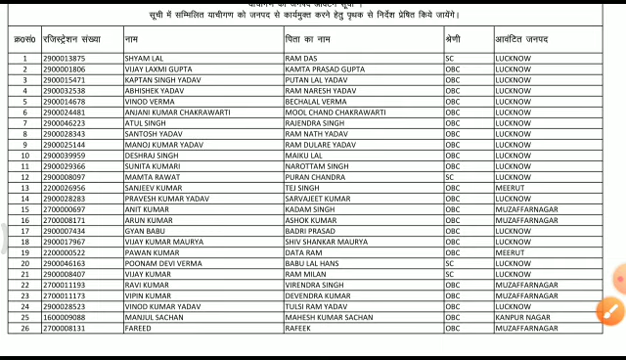 सूची में सम्मिलित याचीगण को जनपद से कार्यमुक्त करने हेतु पृथक से निर्देश प्रेषित किये जायेंगे।
क्र०सं० रजिस्ट्रेशन संख्या नाम पिता का नाम श्रेणी आवंटित जनपद
1 2900013875 SHYAM LAL RAM DAS SC LUCKNOW
2 2900001806 VIJAY LAXMI GUPTA KAMTA PRASAD GUPTA OBC LUCKNOW
3 2900015471 KAPTAN SINGH YADAV PUTAN LAL YADAV OBC LUCKNOW
4 2900032538 ABHISHEK YADAV RAM NARESH YADAV OBC LUCKNOW
5 2900014678 VINOD VERMA BECHALAL VERMA OBC LUCKNOW
6 2900024481 ANJANI KUMAR CHAKRAWARTI MOOL CHAND CHAKRAWARTI OBC LUCKNOW
7 2900046223 ATUL SINGH RAJENDRA SINGH OBC LUCKNOW
8 2900028343 SANTOSH YADAV RAM NATH YADAV OBC LUCKNOW
9 2900025144 MANOJ KUMAR YADAV RAM DULARE YADAV OBC LUCKNOW
10 2900039959 DESHRAJ SINGH MAIKU LAL OBC LUCKNOW
11 2900029366 SUNITA KUMARI NAROTTAM SINGH OBC LUCKNOW
12 2900008097 MAMTA RAWAT PURAN CHANDRA SC LUCKNOW
13 2200026956 SANJEEV KUMAR TEJ SINGH OBC MEERUT
14 2900028283 PRAVESH KUMAR YADAV SARVAJEET KUMAR OBC LUCKNOW
15 2700000697 ANIT KUMAR KADAM SINGH OBC MUZAFFARNAGAR
16 2700008171 ARUN KUMAR ASHOK KUMAR OBC MUZAFFARNAGAR
17 2900007434 GYAN BABU BADRI PRASAD OBC LUCKNOW
18 2900017967 VIJAY KUMAR MAURYA SHIV SHANKAR MAURYA OBC LUCKNOW
19 2200000522 PAWAN KUMAR DATA RAM OBC MEERUT
20 2900046163 POONAM DEVI VERMA BABU LAL HANS SC LUCKNOW
21 2900008407 VIJAY KUMAR RAM MILAN SC LUCKNOW
22 2700011193 RAVI KUMAR VIRENDRA SINGH OBC MUZAFFARNAGAR
23 2700011173 VIPIN KUMAR DEVENDRA KUMAR OBC MUZAFFARNAGAR
24 2900028523 VINOD KUMAR YADAV TULSI RAM YADAV OBC LUCKNOW
25 1600009088 MANJUL SACHAN MAHESH KUMAR SACHAN OBC KANPUR NAGAR
26 2700008131 FAREED RAFEEK OBC MUZAFFARNAGAR